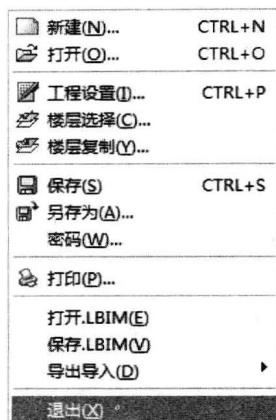 新建(N)... CTRL+N
打开(O)... CTRL+O
工程设置(I)... CTRL+P
楼层选择(C)...
楼层复制(Y)...
保存(S) CTRL+S
另存为(A)...
密码(W)...
打印(P)...
打开.LBIM(E)
保存.LBIM(V)
导出导入(D)
退出(X)